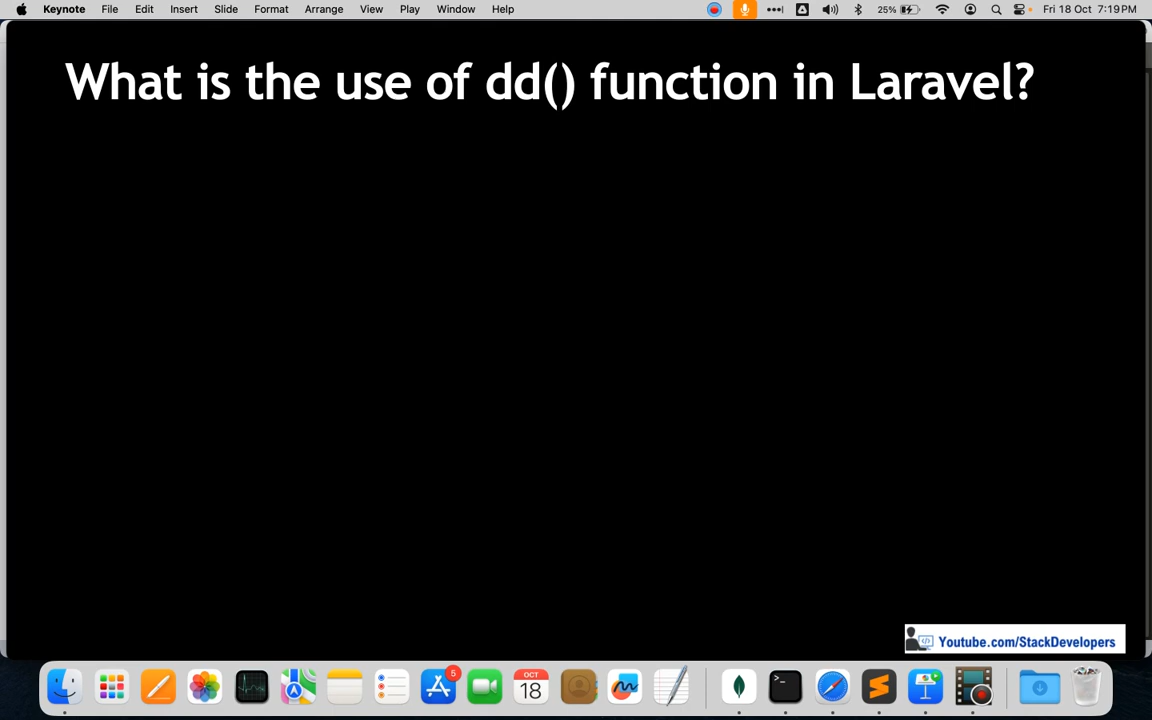 Keynote File Edit Insert Slide Format Arrange View Play Window Help 25% Fri 18 Oct 7:19 PM
What is the use of dd() function in Laravel?
Youtube.com/StackDevelopers
5
OCT
18